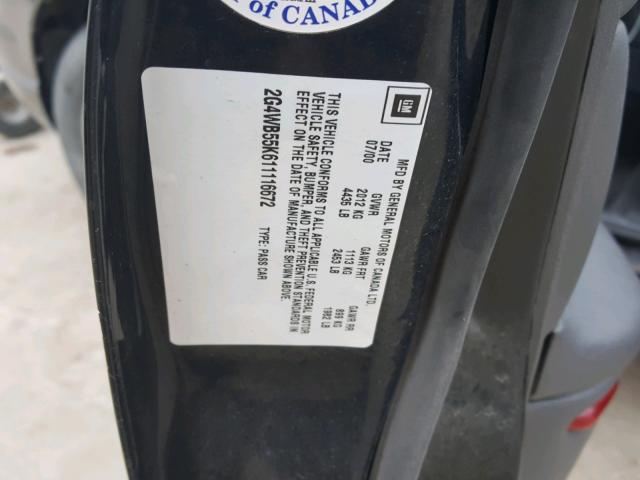 of CANADA
GM
MFD BY GENERAL MOTORS OF CANADA LTD.
DATE GVWR GAWR FRT GAWR RR
07/00 2012 KG 1113 KG 899 KG
4435 LB 2453 LB 1982 LB
THIS VEHICLE CONFORMS TO ALL APPLICABLE U.S. FEDERAL MOTOR
VEHICLE SAFETY, BUMPER, AND THEFT PREVENTION STANDARDS IN
EFFECT ON THE DATE OF MANUFACTURE SHOWN ABOVE.
2G4WB55K611116672 TYPE: PASS CAR